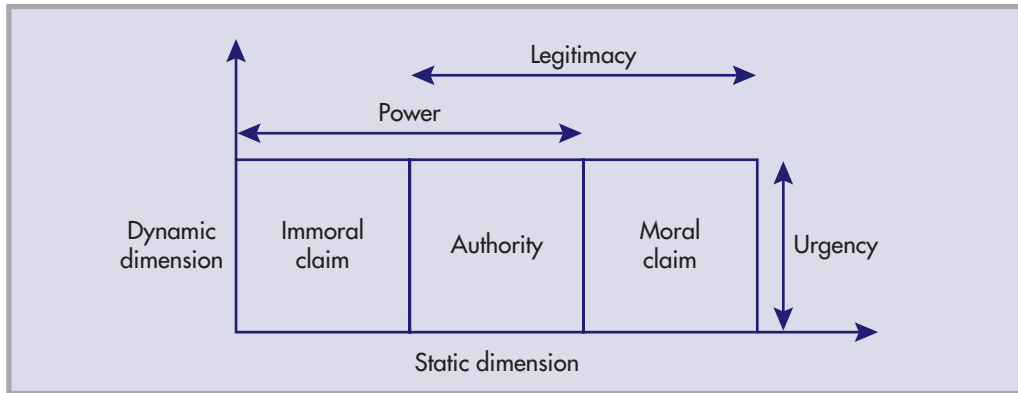 Legitimacy
Power
Dynamic
dimension
Immoral
claim
Authority
Moral
claim
Urgency
Static dimension